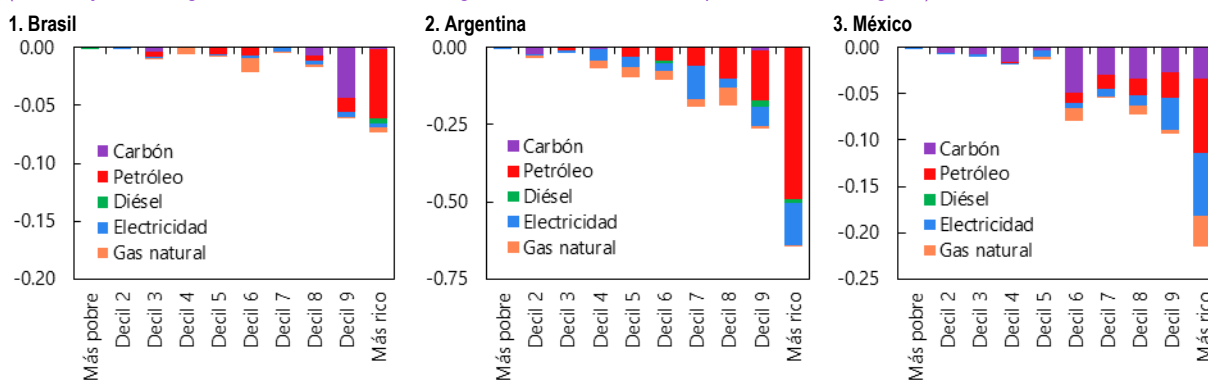 1. Brasil
0.00
-0.05
-0.10
-0.15
-0.20
Carbón
Petróleo
Diésel
Electricidad
Gas natural
Más pobre
Decil 2
Decil 3
Decil 4
Decil 5
Decil 6
Decil 7
Decil 8
Decil 9
Más rico
2. Argentina
0.00
-0.25
-0.50
-0.75
Carbón
Petróleo
Diésel
Electricidad
Gas natural
Más pobre
Decil 2
Decil 3
Decil 4
Decil 5
Decil 6
Decil 7
Decil 8
Decil 9
Más rico
3. México
0.00
-0.05
-0.10
-0.15
-0.20
-0.25
Carbón
Petróleo
Diésel
Electricidad
Gas natural
Más pobre
Decil 2
Decil 3
Decil 4
Decil 5
Decil 6
Decil 7
Decil 8
Decil 9
Más rico